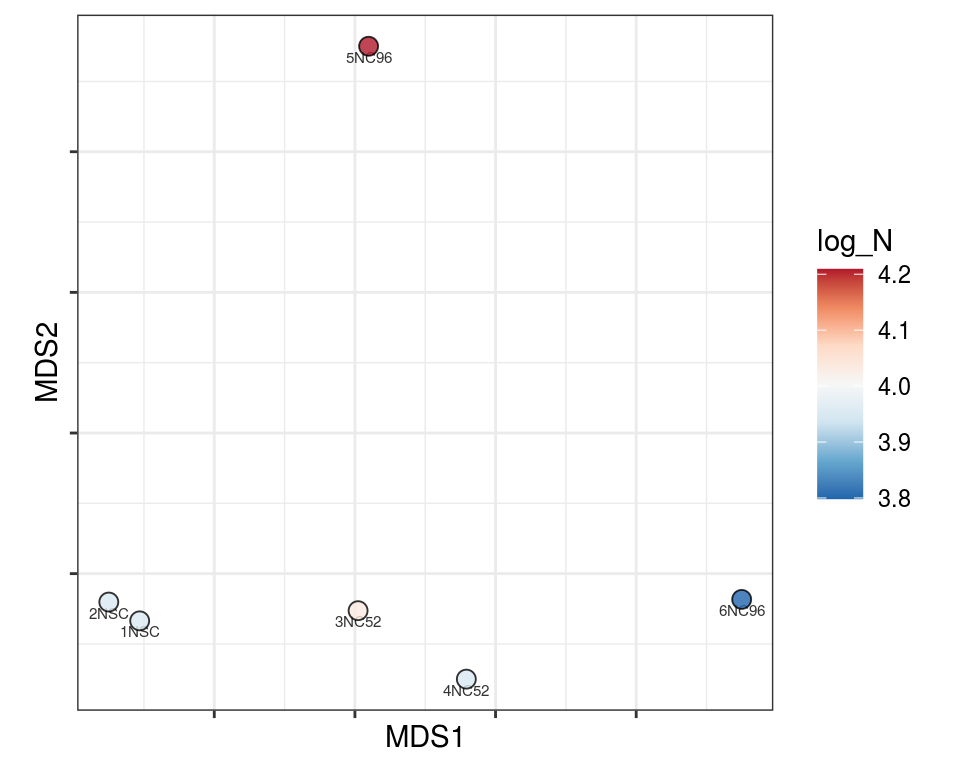 5NC96
2NSC
1NSC
3NC52
6NC96
4NC52
MDS1
MDS2
log_N
4.2
4.1
4.0
3.9
3.8